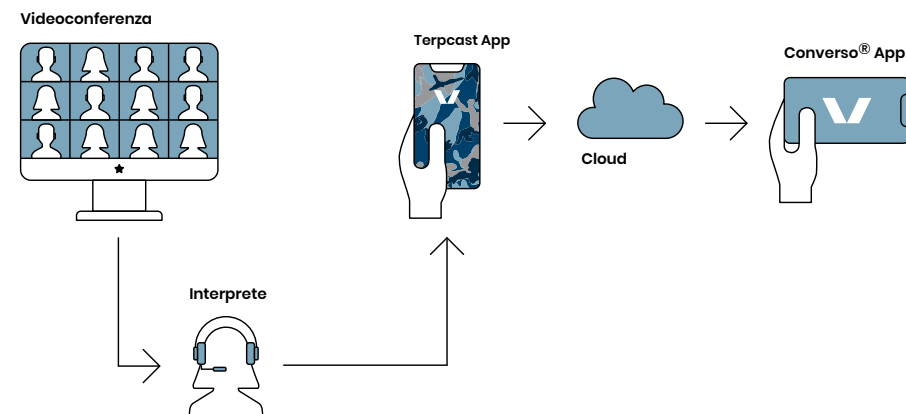 Videoconferenza
Terpcast App
Converso® App
Cloud
Interprete